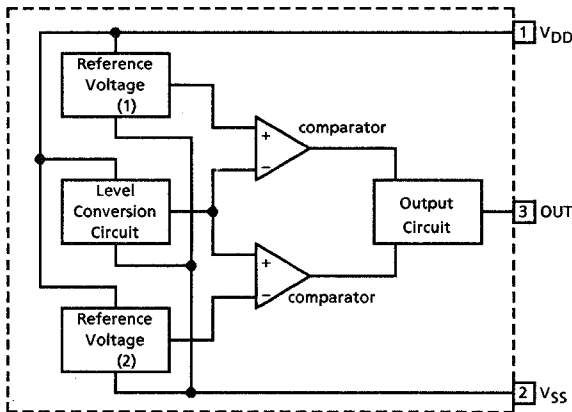 1 VDD
Reference
Voltage
(1)
comparator
+
−
Level
Conversion
Circuit
Output
Circuit
3 OUT
+
−
comparator
Reference
Voltage
(2)
2 VSS